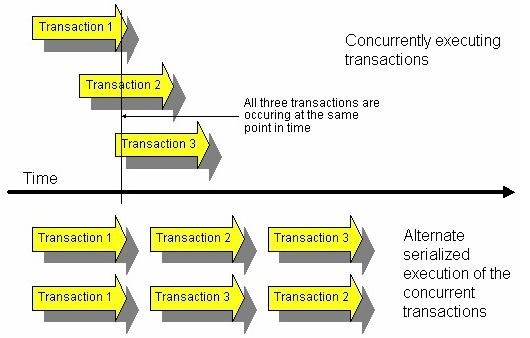 Transaction 1
Concurrently executing
transactions
Transaction 2
All three transactions are
occuring at the same
point in time
Transaction 3
Time
Transaction 1 Transaction 2 Transaction 3
Transaction 1 Transaction 3 Transaction 2
Alternate
serialized
execution of the
concurrent
transactions